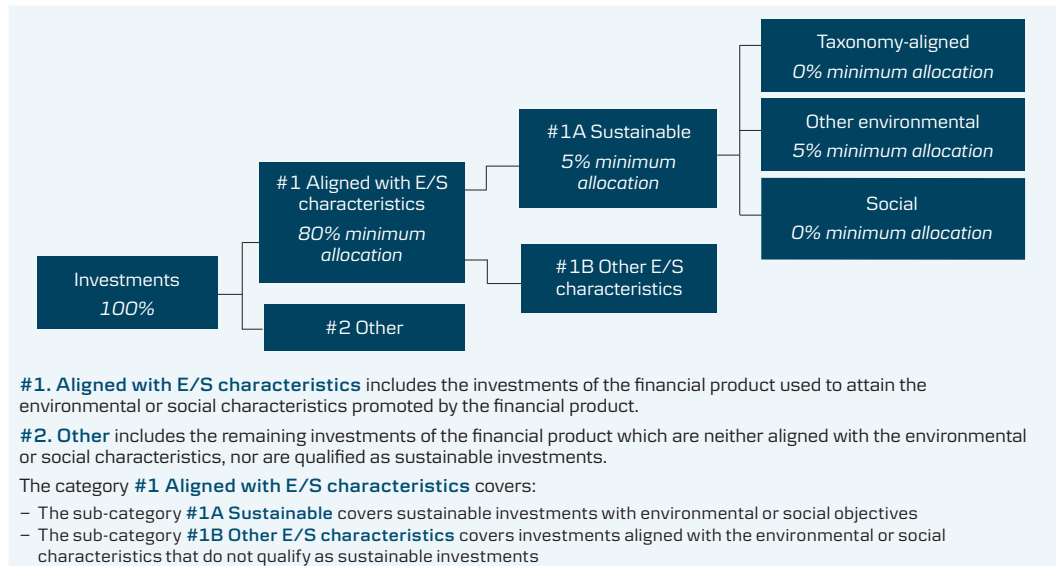 Investments
100%
#1 Aligned with E/S
characteristics
80% minimum
allocation
#2 Other
#1A Sustainable
5% minimum
allocation
#1B Other E/S
characteristics
Taxonomy-aligned
0% minimum allocation
Other environmental
5% minimum allocation
Social
0% minimum allocation
#1. Aligned with E/S characteristics includes the investments of the financial product used to attain the
environmental or social characteristics promoted by the financial product.
#2. Other includes the remaining investments of the financial product which are neither aligned with the environmental
or social characteristics, nor are qualified as sustainable investments.
The category #1 Aligned with E/S characteristics covers:
– The sub-category #1A Sustainable covers sustainable investments with environmental or social objectives
– The sub-category #1B Other E/S characteristics covers investments aligned with the environmental or social
characteristics that do not qualify as sustainable investments